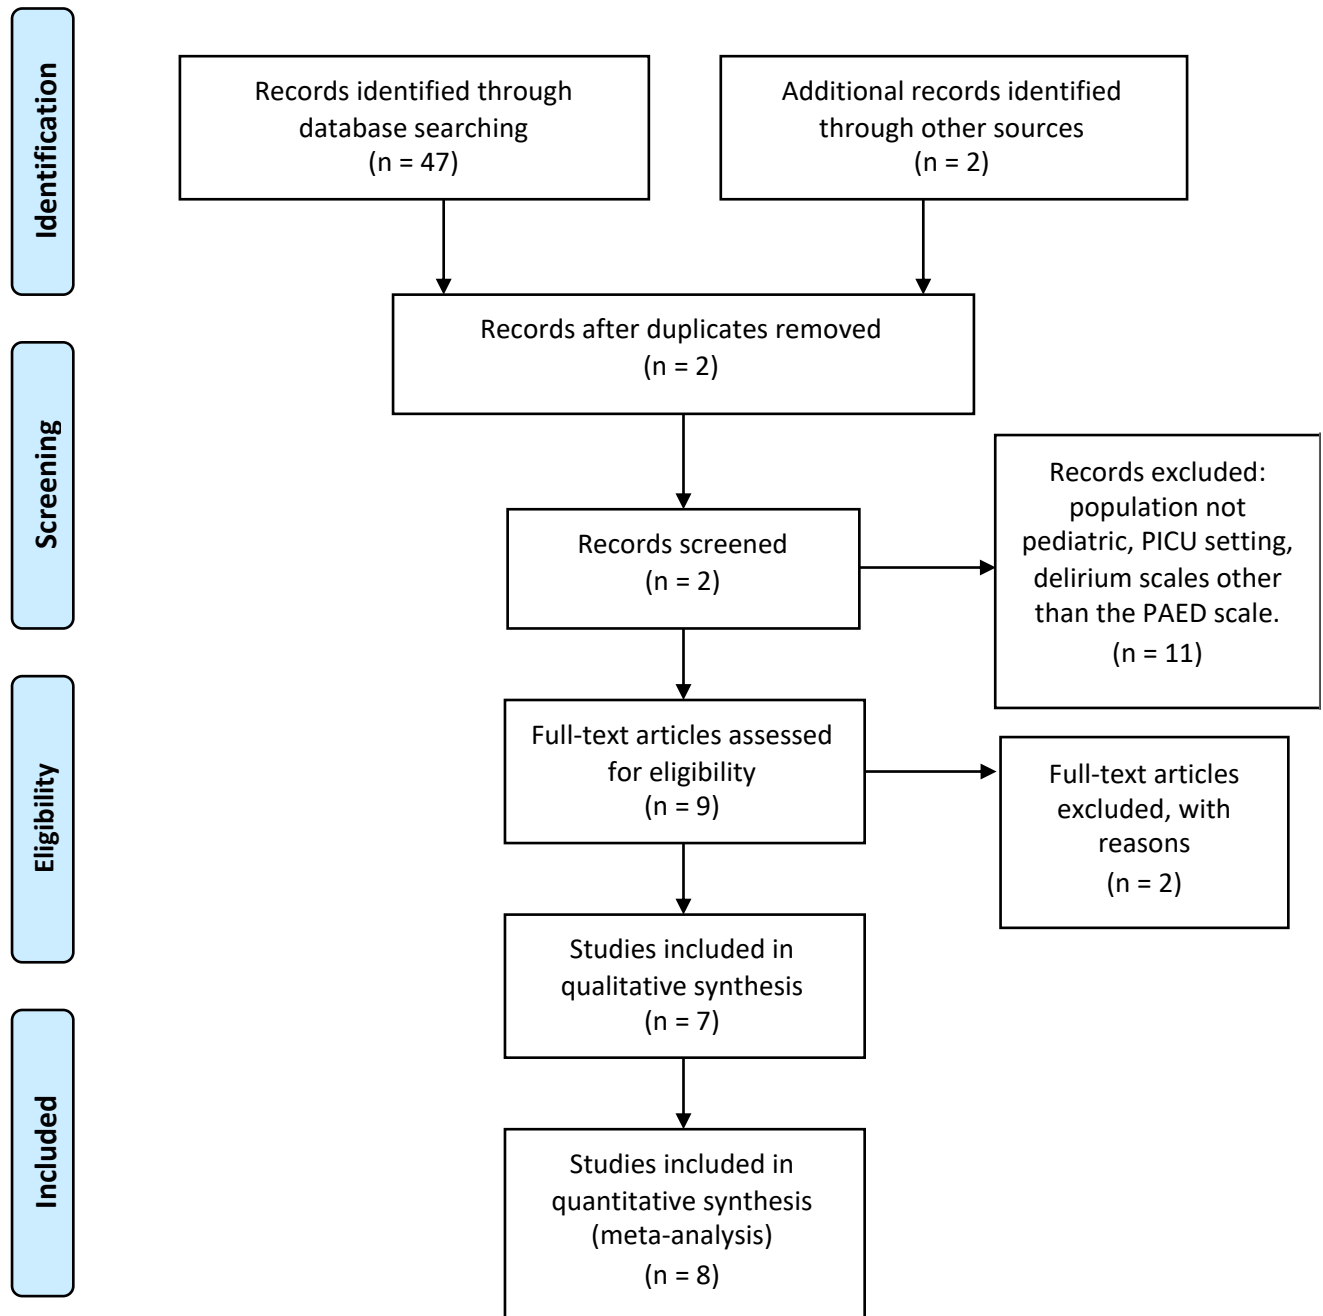 Identification
Records identified through
database searching
(n = 47)
Additional records identified
through other sources
(n = 2)
Records after duplicates removed
(n = 2)
Screening
Records screened
(n = 2)
Records excluded:
population not
pediatric, PICU setting,
delirium scales other
than the PAED scale.
(n = 11)
Eligibility
Full-text articles assessed
for eligibility
(n = 9)
Full-text articles
excluded, with
reasons
(n = 2)
Studies included in
qualitative synthesis
(n = 7)
Included
Studies included in
quantitative synthesis
(meta-analysis)
(n = 8)